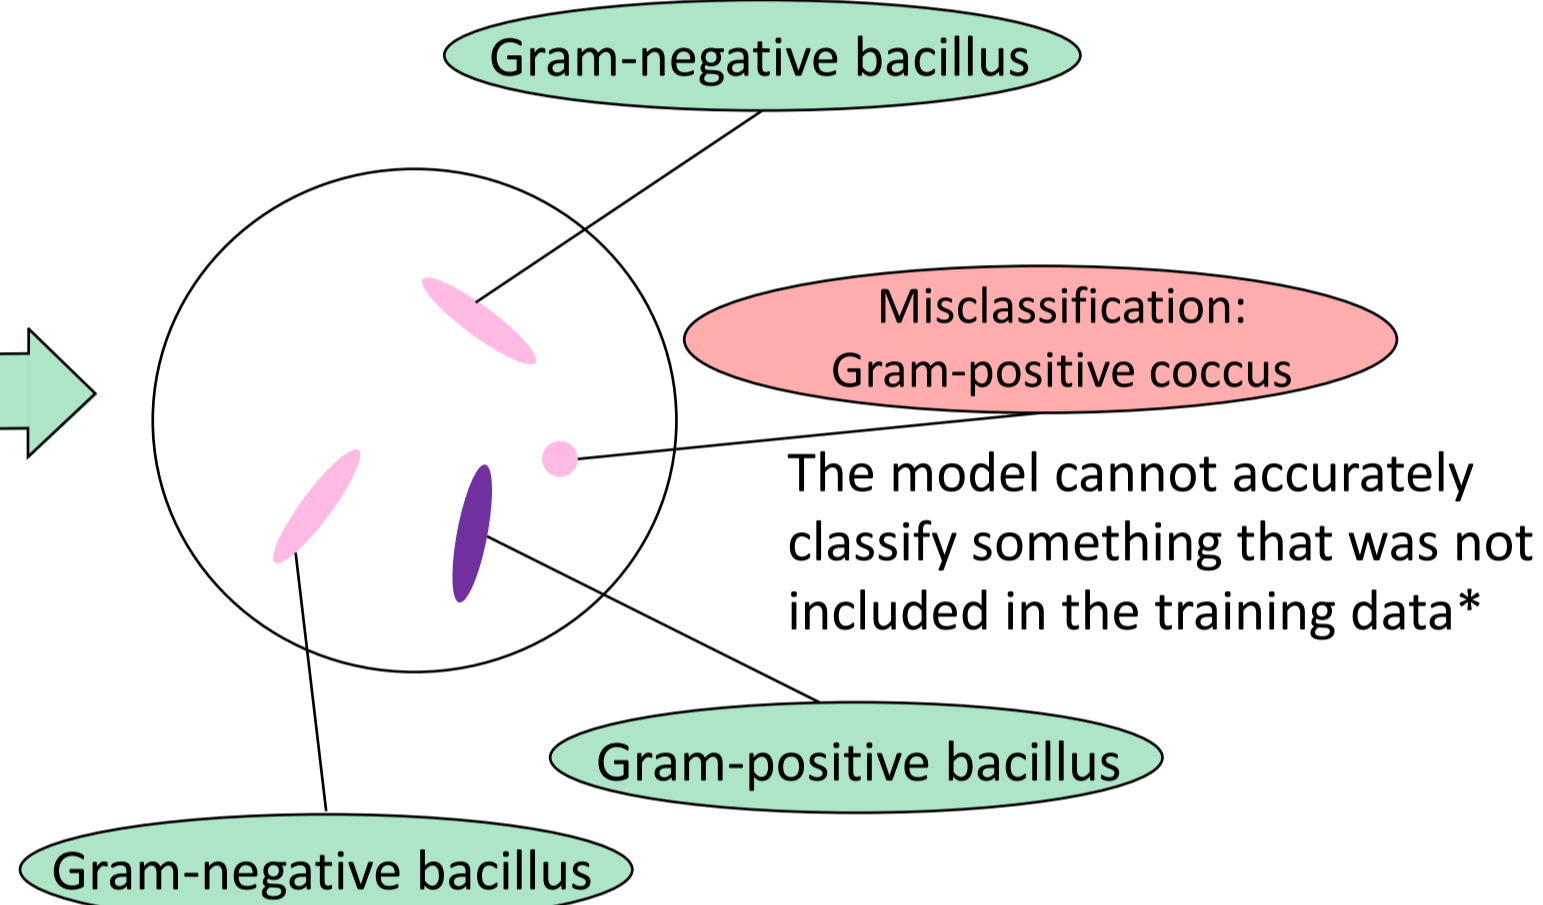 Gram-negative bacillus
Misclassification:
Gram-positive coccus
The model cannot accurately
classify something that was not
included in the training data*
Gram-positive bacillus
Gram-negative bacillus